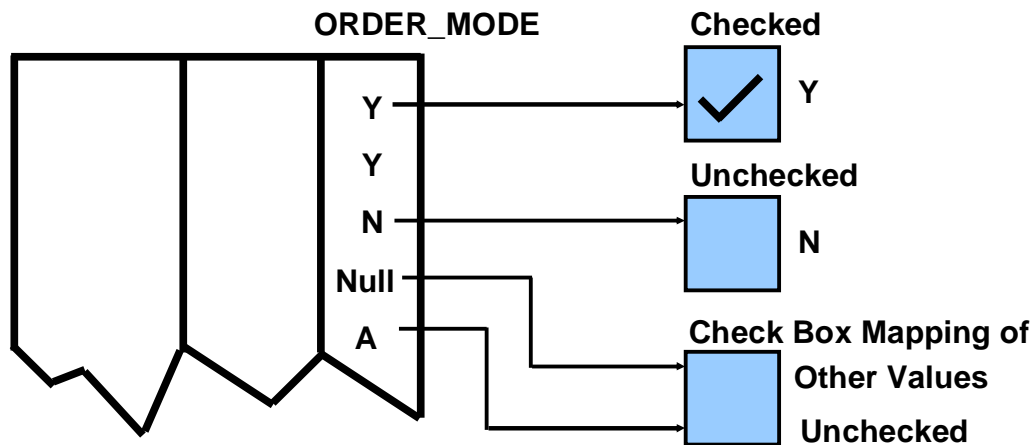 ORDER_MODE
Y
Y
N
Null
A
Checked
Y
Unchecked
N
Check Box Mapping of
Other Values
Unchecked